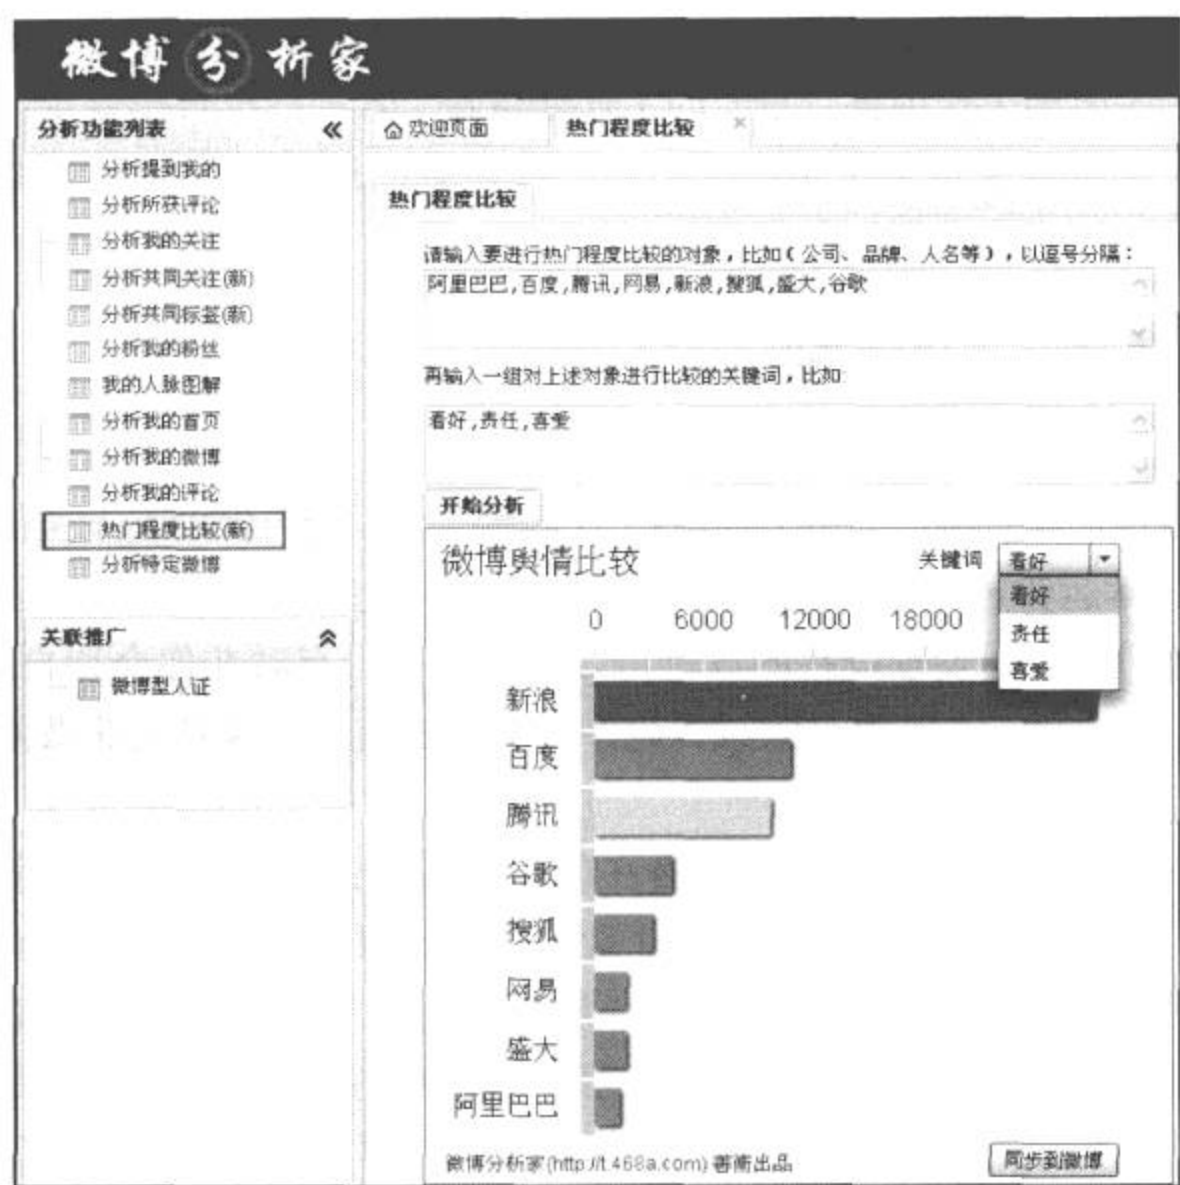 微博分析家
分析功能列表
分析提到我的
分析所获评论
分析我的关注
分析共同关注(新)
分析共同标签(新)
分析我的粉丝
我的人脉图解
分析我的首页
分析我的微博
分析我的评论
热门程度比较(新)
分析特定微博
关联推广
微博型人证
欢迎页面 热门程度比较
热门程度比较
请输入要进行热门程度比较的对象，比如(公司、品牌、人名等)，以逗号分隔：
阿里巴巴,百度,腾讯,网易,新浪,搜狐,盛大,谷歌
再输入一组对上述对象进行比较的关键词，比如:
看好,责任,喜爱
开始分析
微博舆情比较 关键词 看好
看好
责任
喜爱
0 6000 12000 18000
新浪
百度
腾讯
谷歌
搜狐
网易
盛大
阿里巴巴
微博分析家(http://t.468a.com) 出品
同步到微博